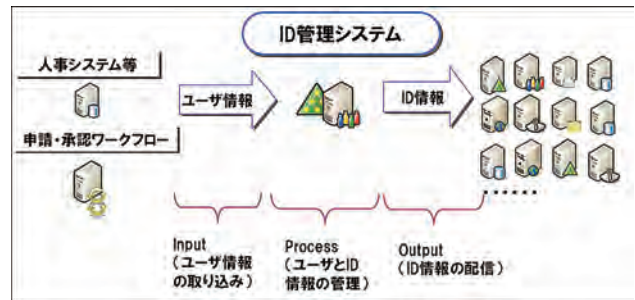 ID管理システム
人事システム等
ユーザ情報
ID情報
申請・承認ワークフロー
Input
(ユーザ情報
の取り込み)
Process
(ユーザとID
情報の管理)
Output
(ID情報の配信)